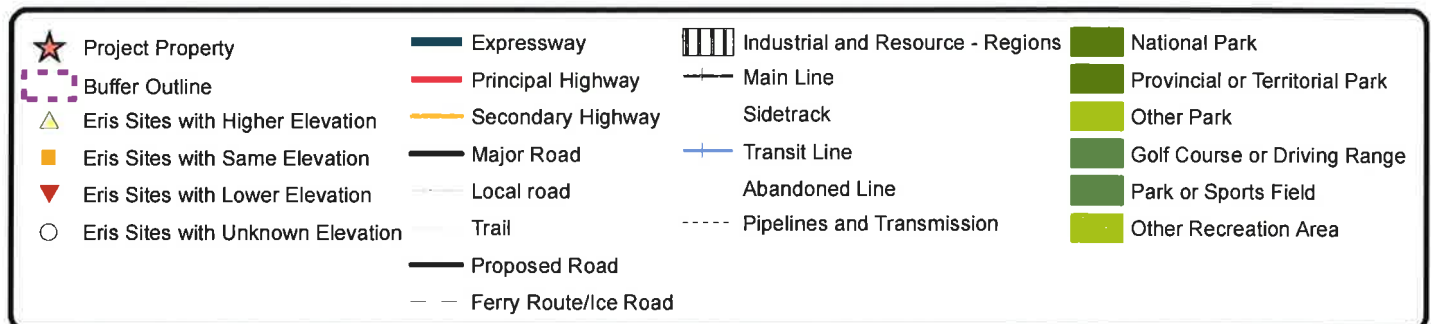 Project Property
Buffer Outline
Eris Sites with Higher Elevation
Eris Sites with Same Elevation
Eris Sites with Lower Elevation
Eris Sites with Unknown Elevation
Expressway
Principal Highway
Secondary Highway
Major Road
Local road
Trail
Proposed Road
Ferry Route/Ice Road
Industrial and Resource - Regions
Main Line
Sidetrack
Transit Line
Abandoned Line
Pipelines and Transmission
National Park
Provincial or Territorial Park
Other Park
Golf Course or Driving Range
Park or Sports Field
Other Recreation Area